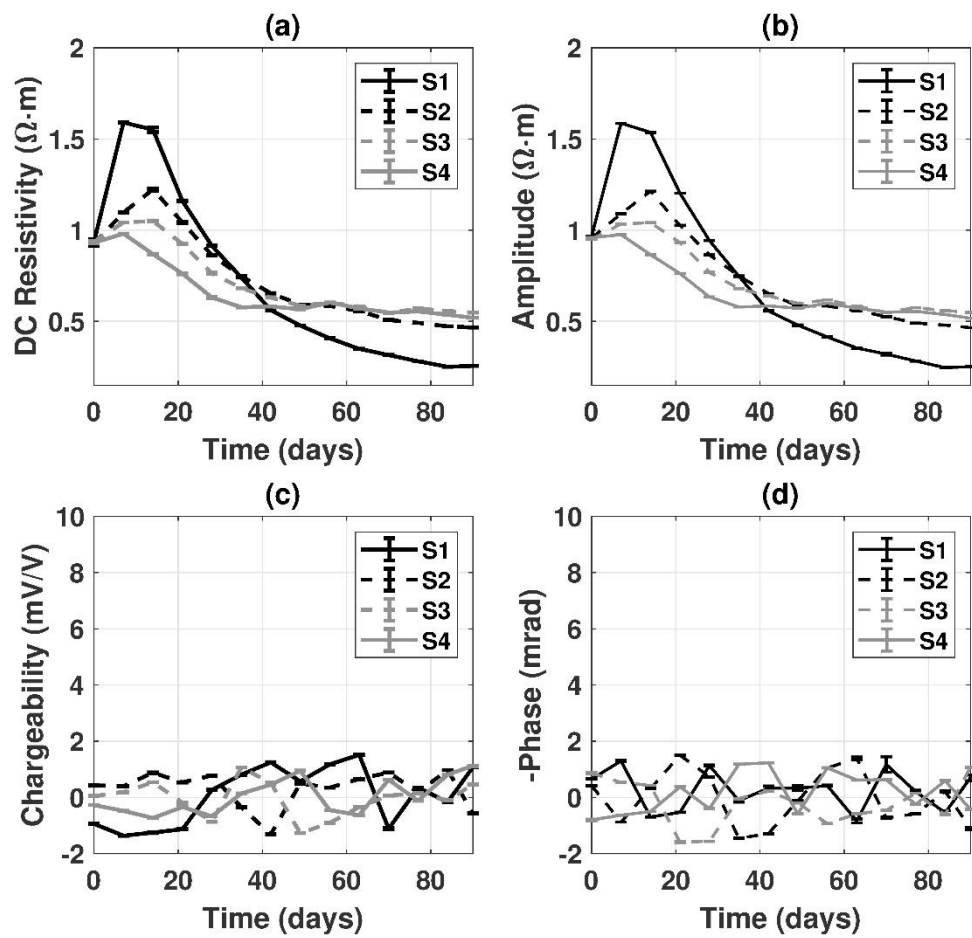 (a)
DC Resistivity (Ω·m)
2
1.5
1
0.5
0 20 40 60 80
Time (days)
S1
S2
S3
S4
(b)
Amplitude (Ω·m)
2
1.5
1
0.5
0 20 40 60 80
Time (days)
S1
S2
S3
S4
(c)
Chargeability (mV/V)
10
8
6
4
2
0
-2
0 20 40 60 80
Time (days)
S1
S2
S3
S4
(d)
-Phase (mrad)
10
8
6
4
2
0
-2
0 20 40 60 80
Time (days)
S1
S2
S3
S4